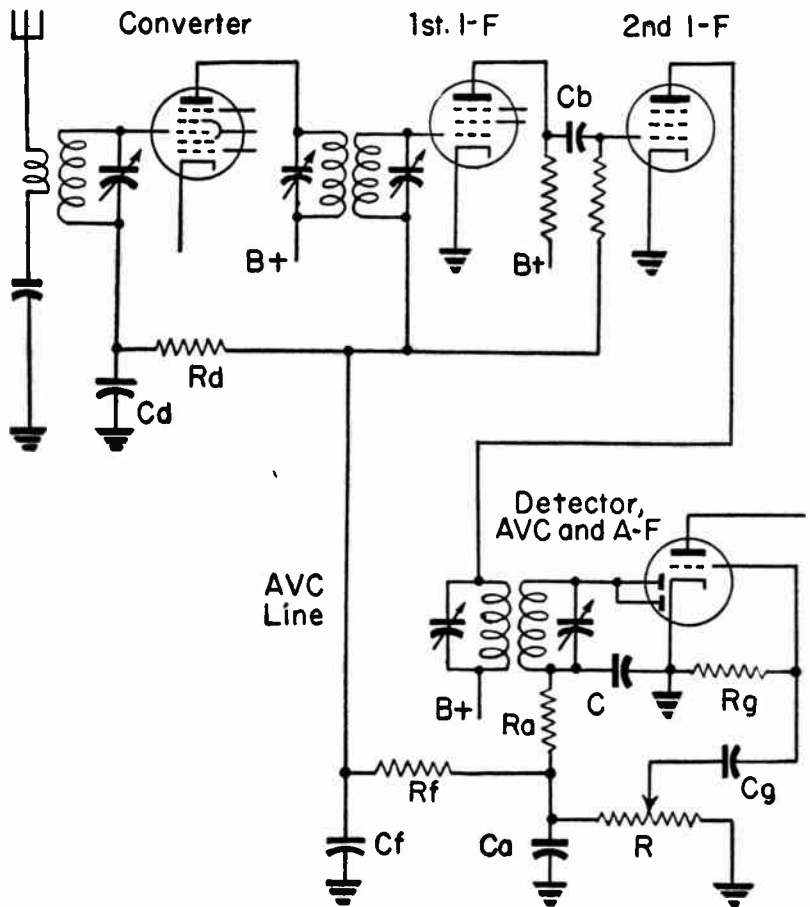 Converter
1st. I-F
2nd I-F
Cb
B+
B+
Rd
Cd
Detector,
AVC and A-F
AVC
Line
B+
Ra
C
Rg
Rf
Cg
Cf
Ca
R